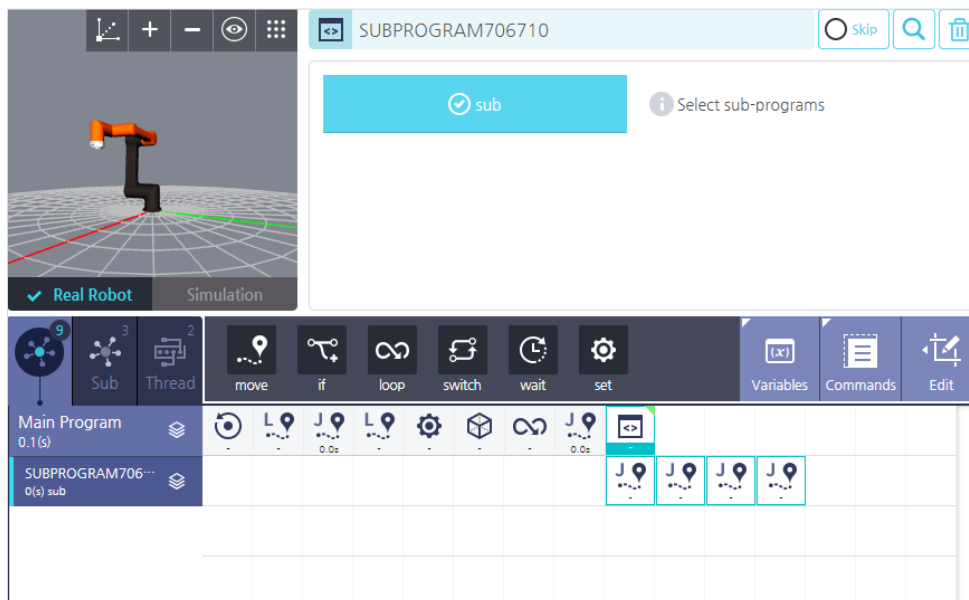 SUBPROGRAM706710
Skip
sub
Select sub-programs
Real Robot
Simulation
9
3
Sub
2
Thread
move
if
loop
switch
wait
set
(x)
Variables
Commands
Edit
Main Program
0.1(s)
L
J
0.0s
L
J
0.0s
SUBPROGRAM706···
0(s) sub
J
J
J
J